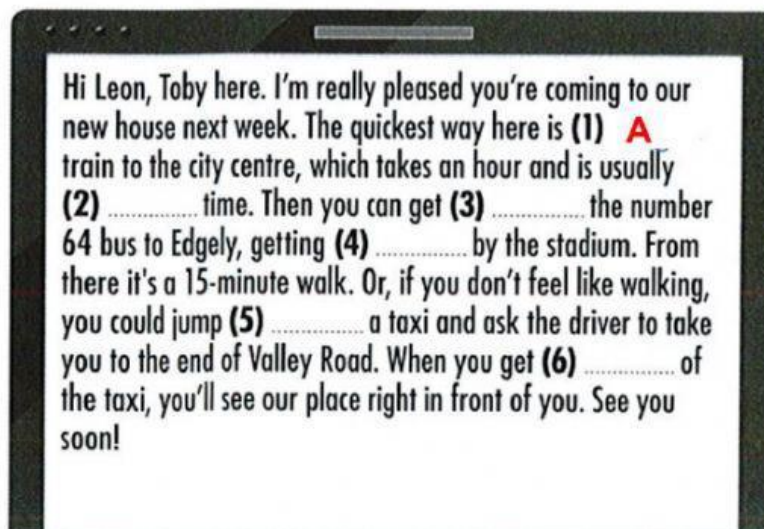 Hi Leon, Toby here. I'm really pleased you're coming to our
new house next week. The quickest way here is (1) A
train to the city centre, which takes an hour and is usually
(2) .............. time. Then you can get (3) .............. the number
64 bus to Edgely, getting (4) .............. by the stadium. From
there it's a 15-minute walk. Or, if you don't feel like walking,
you could jump (5) .............. a taxi and ask the driver to take
you to the end of Valley Road. When you get (6) .............. of
the taxi, you'll see our place right in front of you. See you
soon!